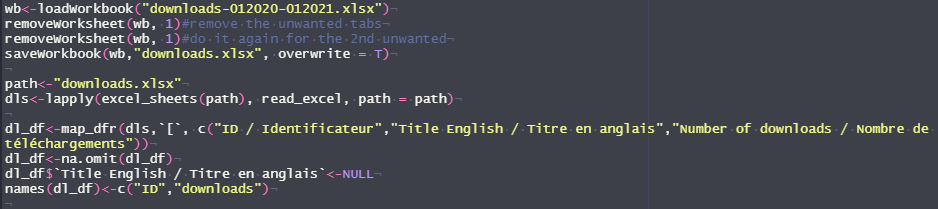 wb<-loadWorkbook("downloads-012020-012021.xlsx")¬
removeWorksheet(wb, 1)#remove the unwanted tabs¬
removeWorksheet(wb, 1)#do it again for the 2nd unwanted¬
saveWorkbook(wb,"downloads.xlsx", overwrite = T)¬
¬
path<-"downloads.xlsx"¬
dls<-lapply(excel_sheets(path), read_excel, path = path)¬
¬
dl_df<-map_dfr(dls,`[`, c("ID / Identificateur","Title English / Titre en anglais","Number of downloads / Nombre de
téléchargements"))¬
dl_df<-na.omit(dl_df)¬
dl_df$`Title English / Titre en anglais`<-NULL¬
names(dl_df)<-c("ID","downloads")¬
¬